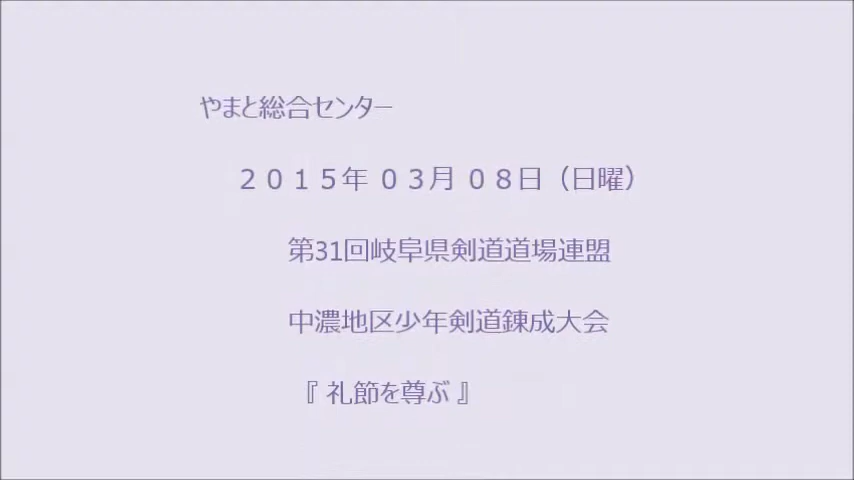 やまと総合センター
２０１５年 ０３月 ０８日（日曜）
第31回岐阜県剣道道場連盟
中濃地区少年剣道錬成大会
『 礼節を尊ぶ 』